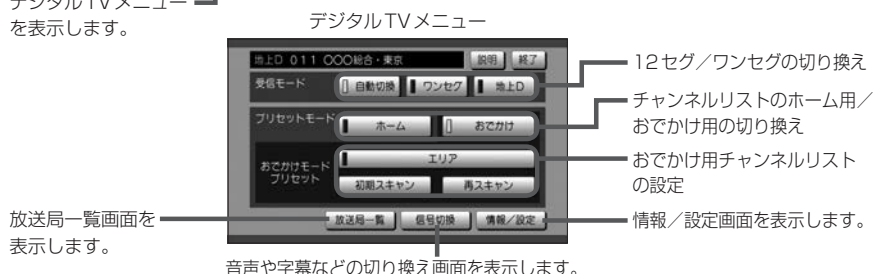 デジタルTVメニュー
を表示します。
デジタルTVメニュー
地上D 011 〇〇〇総合・東京
説明
終了
受信モード
自動切換
ワンセグ
地上D
プリセットモード
ホーム
おでかけ
おでかけモード
プリセット
エリア
初期スキャン
再スキャン
放送局一覧
信号切換
情報／設定
12セグ／ワンセグの切り換え
チャンネルリストのホーム用／
おでかけ用の切り換え
おでかけ用チャンネルリスト
の設定
情報／設定画面を表示します。
放送局一覧画面を
表示します。
音声や字幕などの切り換え画面を表示します。